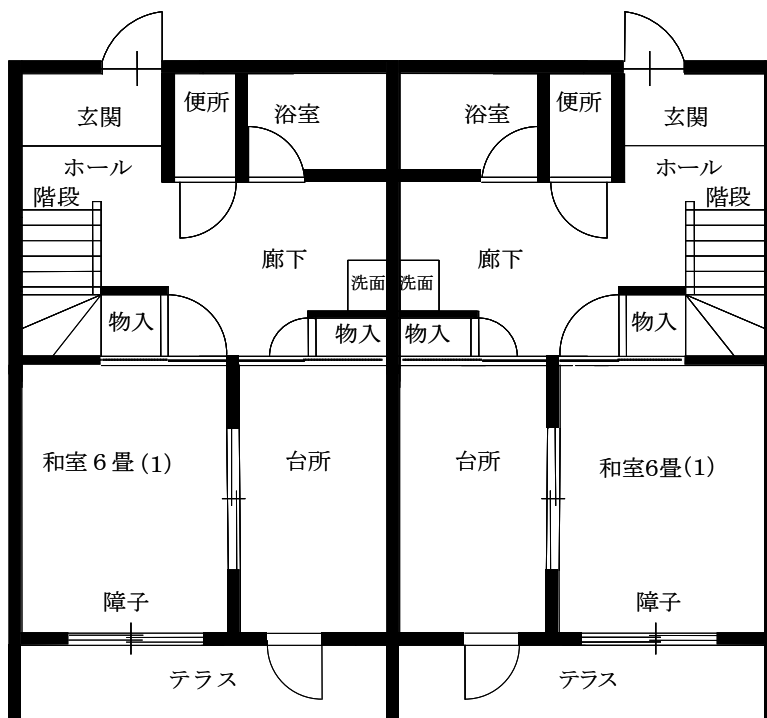 便所
浴室
浴室
便所
玄関
玄関
ホール
ホール
階段
階段
廊下
廊下
洗面
洗面
物入
物入
物入
物入
和室６畳(1)
台所
台所
和室6畳(1)
障子
障子
テラス
テラス